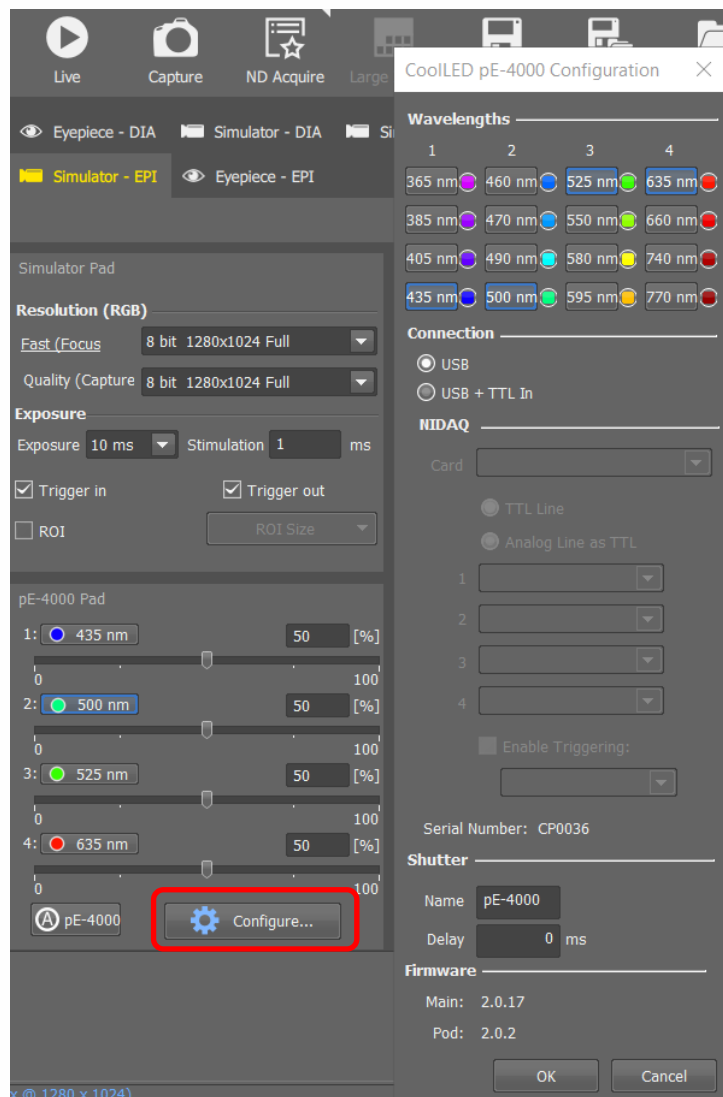 Live
Capture
ND Acquire
Large
Eyepiece - DIA
Simulator - DIA
Si
Simulator - EPI
Eyepiece - EPI
Simulator Pad
Resolution (RGB)
Fast (Focus
8 bit 1280x1024 Full
Quality (Capture
8 bit 1280x1024 Full
Exposure
Exposure 10 ms Stimulation 1 ms
Trigger in
Trigger out
ROI
ROI Size
pE-4000 Pad
1: 435 nm 50 [%]
0 100
2: 500 nm 50 [%]
0 100
3: 525 nm 50 [%]
0 100
4: 635 nm 50 [%]
0 100
A pE-4000
Configure...
x @ 1280 x 1024)
CoolLED pE-4000 Configuration
Wavelengths
1 2 3 4
365 nm 460 nm 525 nm 635 nm
385 nm 470 nm 550 nm 660 nm
405 nm 490 nm 580 nm 740 nm
435 nm 500 nm 595 nm 770 nm
Connection
USB
USB + TTL In
NIDAQ
Card
TTL Line
Analog Line as TTL
1
2
3
4
Enable Triggering:
Serial Number: CP0036
Shutter
Name pE-4000
Delay 0 ms
Firmware
Main: 2.0.17
Pod: 2.0.2
OK
Cancel